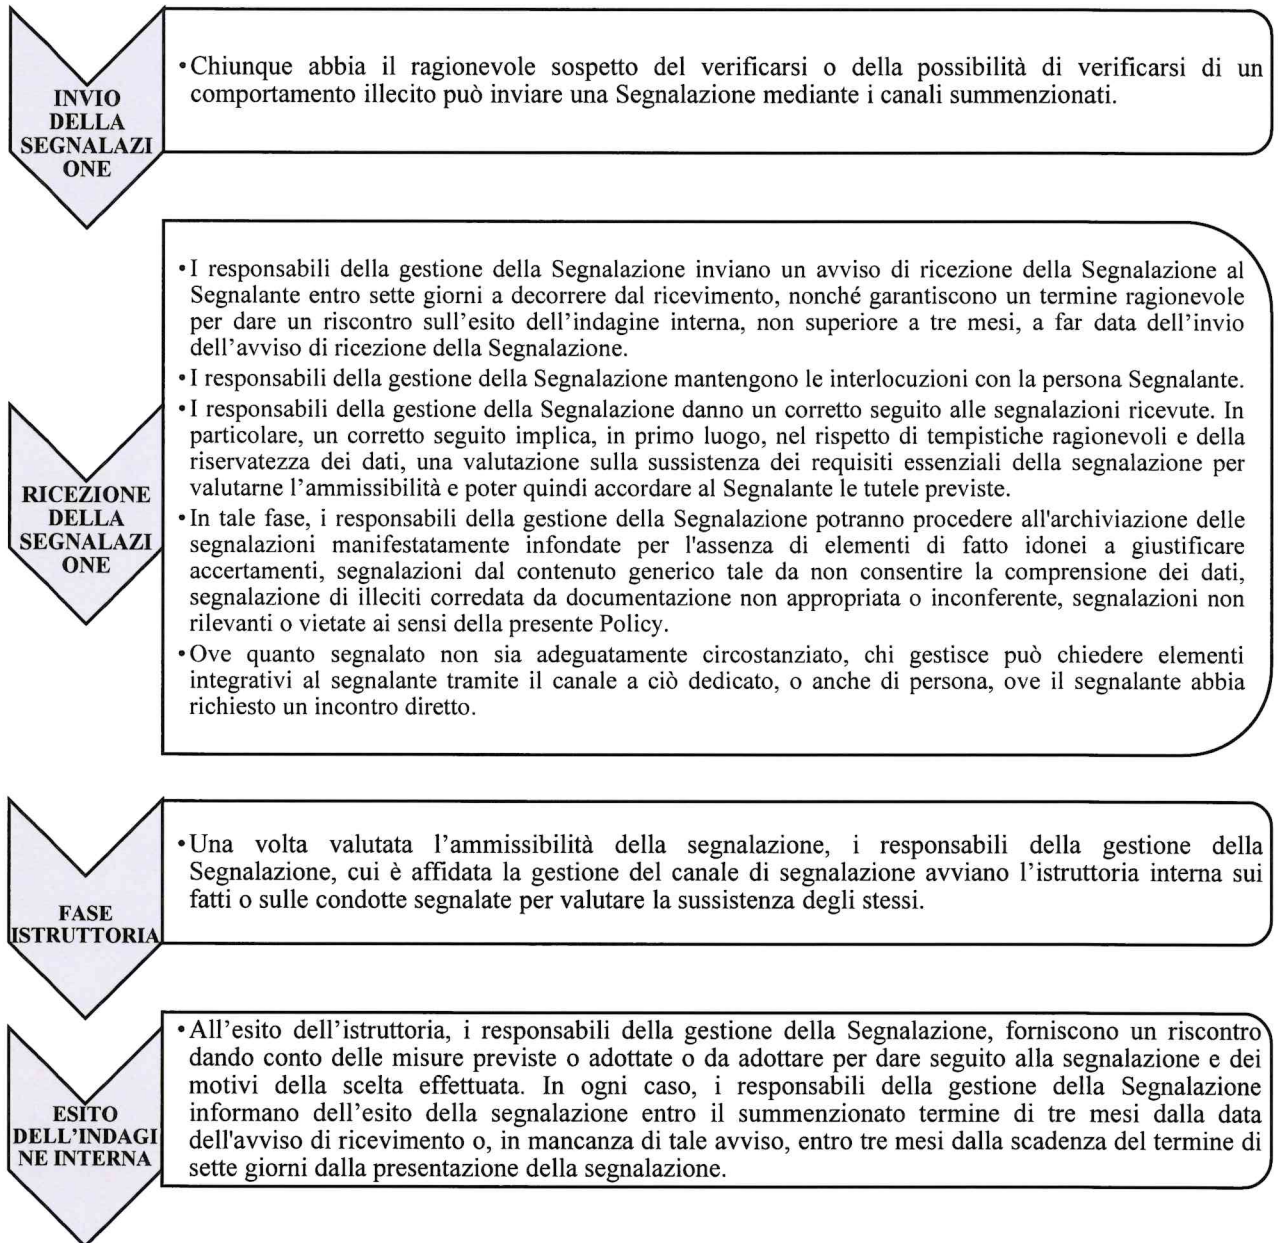 INVIO
DELLA
SEGNALAZI
ONE
•Chiunque abbia il ragionevole sospetto del verificarsi o della possibilità di verificarsi di un
comportamento illecito può inviare una Segnalazione mediante i canali summenzionati.
RICEZIONE
DELLA
SEGNALAZI
ONE
•I responsabili della gestione della Segnalazione inviano un avviso di ricezione della Segnalazione al
Segnalante entro sette giorni a decorrere dal ricevimento, nonché garantiscono un termine ragionevole
per dare un riscontro sull'esito dell'indagine interna, non superiore a tre mesi, a far data dell'invio
dell'avviso di ricezione della Segnalazione.
•I responsabili della gestione della Segnalazione mantengono le interlocuzioni con la persona Segnalante.
•I responsabili della gestione della Segnalazione danno un corretto seguito alle segnalazioni ricevute. In
particolare, un corretto seguito implica, in primo luogo, nel rispetto di tempistiche ragionevoli e della
riservatezza dei dati, una valutazione sulla sussistenza dei requisiti essenziali della segnalazione per
valutarne l'ammissibilità e poter quindi accordare al Segnalante le tutele previste.
•In tale fase, i responsabili della gestione della Segnalazione potranno procedere all'archiviazione delle
segnalazioni manifestatamente infondate per l'assenza di elementi di fatto idonei a giustificare
accertamenti, segnalazioni dal contenuto generico tale da non consentire la comprensione dei dati,
segnalazione di illeciti corredata da documentazione non appropriata o inconferente, segnalazioni non
rilevanti o vietate ai sensi della presente Policy.
•Ove quanto segnalato non sia adeguatamente circostanziato, chi gestisce può chiedere elementi
integrativi al segnalante tramite il canale a ciò dedicato, o anche di persona, ove il segnalante abbia
richiesto un incontro diretto.
FASE
ISTRUTTORIA
•Una volta valutata l'ammissibilità della segnalazione, i responsabili della gestione della
Segnalazione, cui è affidata la gestione del canale di segnalazione avviano l'istruttoria interna sui
fatti o sulle condotte segnalate per valutare la sussistenza degli stessi.
ESITO
DELL'INDAGI
NE INTERNA
•All'esito dell'istruttoria, i responsabili della gestione della Segnalazione, forniscono un riscontro
dando conto delle misure previste o adottate o da adottare per dare seguito alla segnalazione e dei
motivi della scelta effettuata. In ogni caso, i responsabili della gestione della Segnalazione
informano dell'esito della segnalazione entro il summenzionato termine di tre mesi dalla data
dell'avviso di ricevimento o, in mancanza di tale avviso, entro tre mesi dalla scadenza del termine di
sette giorni dalla presentazione della segnalazione.